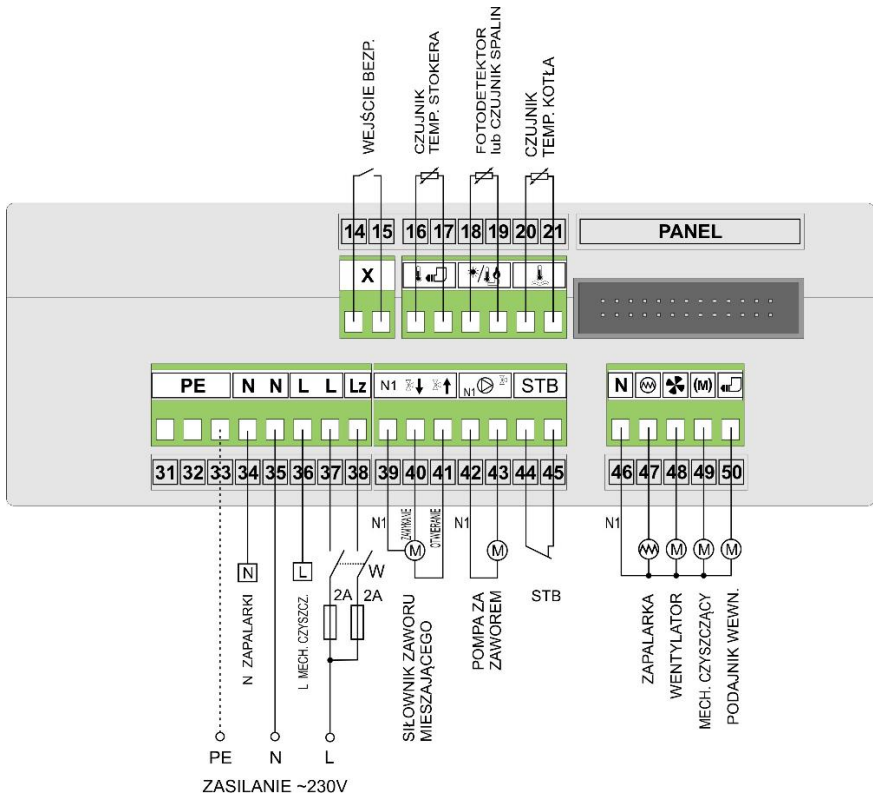 WEJŚCIE BEZP.
CZUJNIK
TEMP. STOKERA
FOTODETEKTOR
lub CZUJNIK SPALIN
CZUJNIK
TEMP. KOTŁA
14 15 16 17 18 19 20 21 PANEL
X
PE N N L L Lz N1 N1 STB N (M)
31 32 33 34 35 36 37 38 39 40 41 42 43 44 45 46 47 48 49 50
N1 ZAMYKANIE OTWIERANIE N1 N1
M M M M M
N L W
2A 2A STB
N ZAPALARKI
L MECH. CZYSZCZ.
SIŁOWNIK ZAWORU
MIESZAJĄCEGO
POMPA ZA
ZAWOREM
ZAPALARKA
WENTYLATOR
MECH. CZYSZCZĄCY
PODAJNIK WEWN.
PE N L
ZASILANIE ~230V